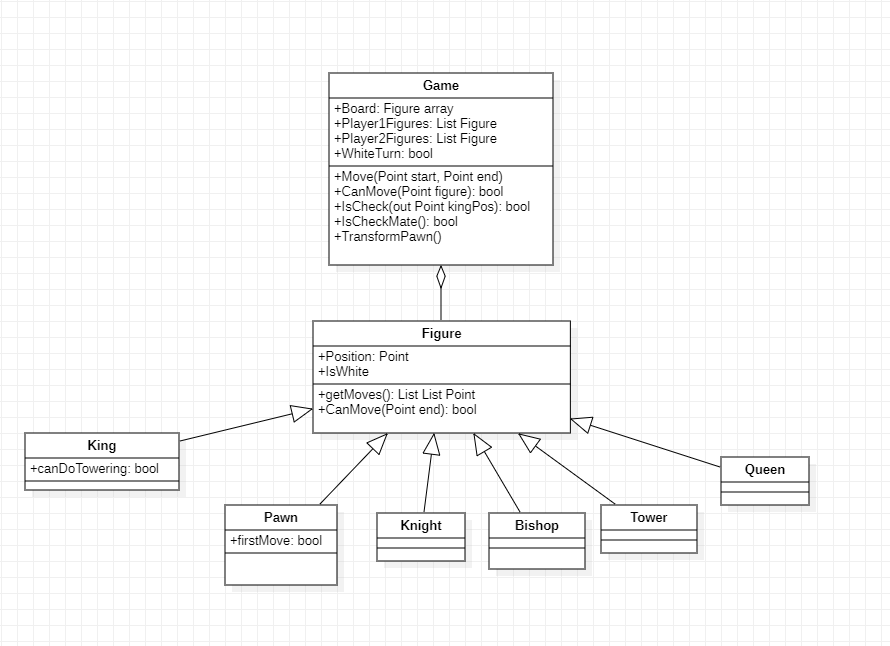 Game
+Board: Figure array
+Player1Figures: List Figure
+Player2Figures: List Figure
+WhiteTurn: bool
+Move(Point start, Point end)
+CanMove(Point figure): bool
+IsCheck(out Point kingPos): bool
+IsCheckMate(): bool
+TransformPawn()
Figure
+Position: Point
+IsWhite
+getMoves(): List List Point
+CanMove(Point end): bool
King
+canDoTowering: bool
Pawn
+firstMove: bool
Knight
Bishop
Tower
Queen